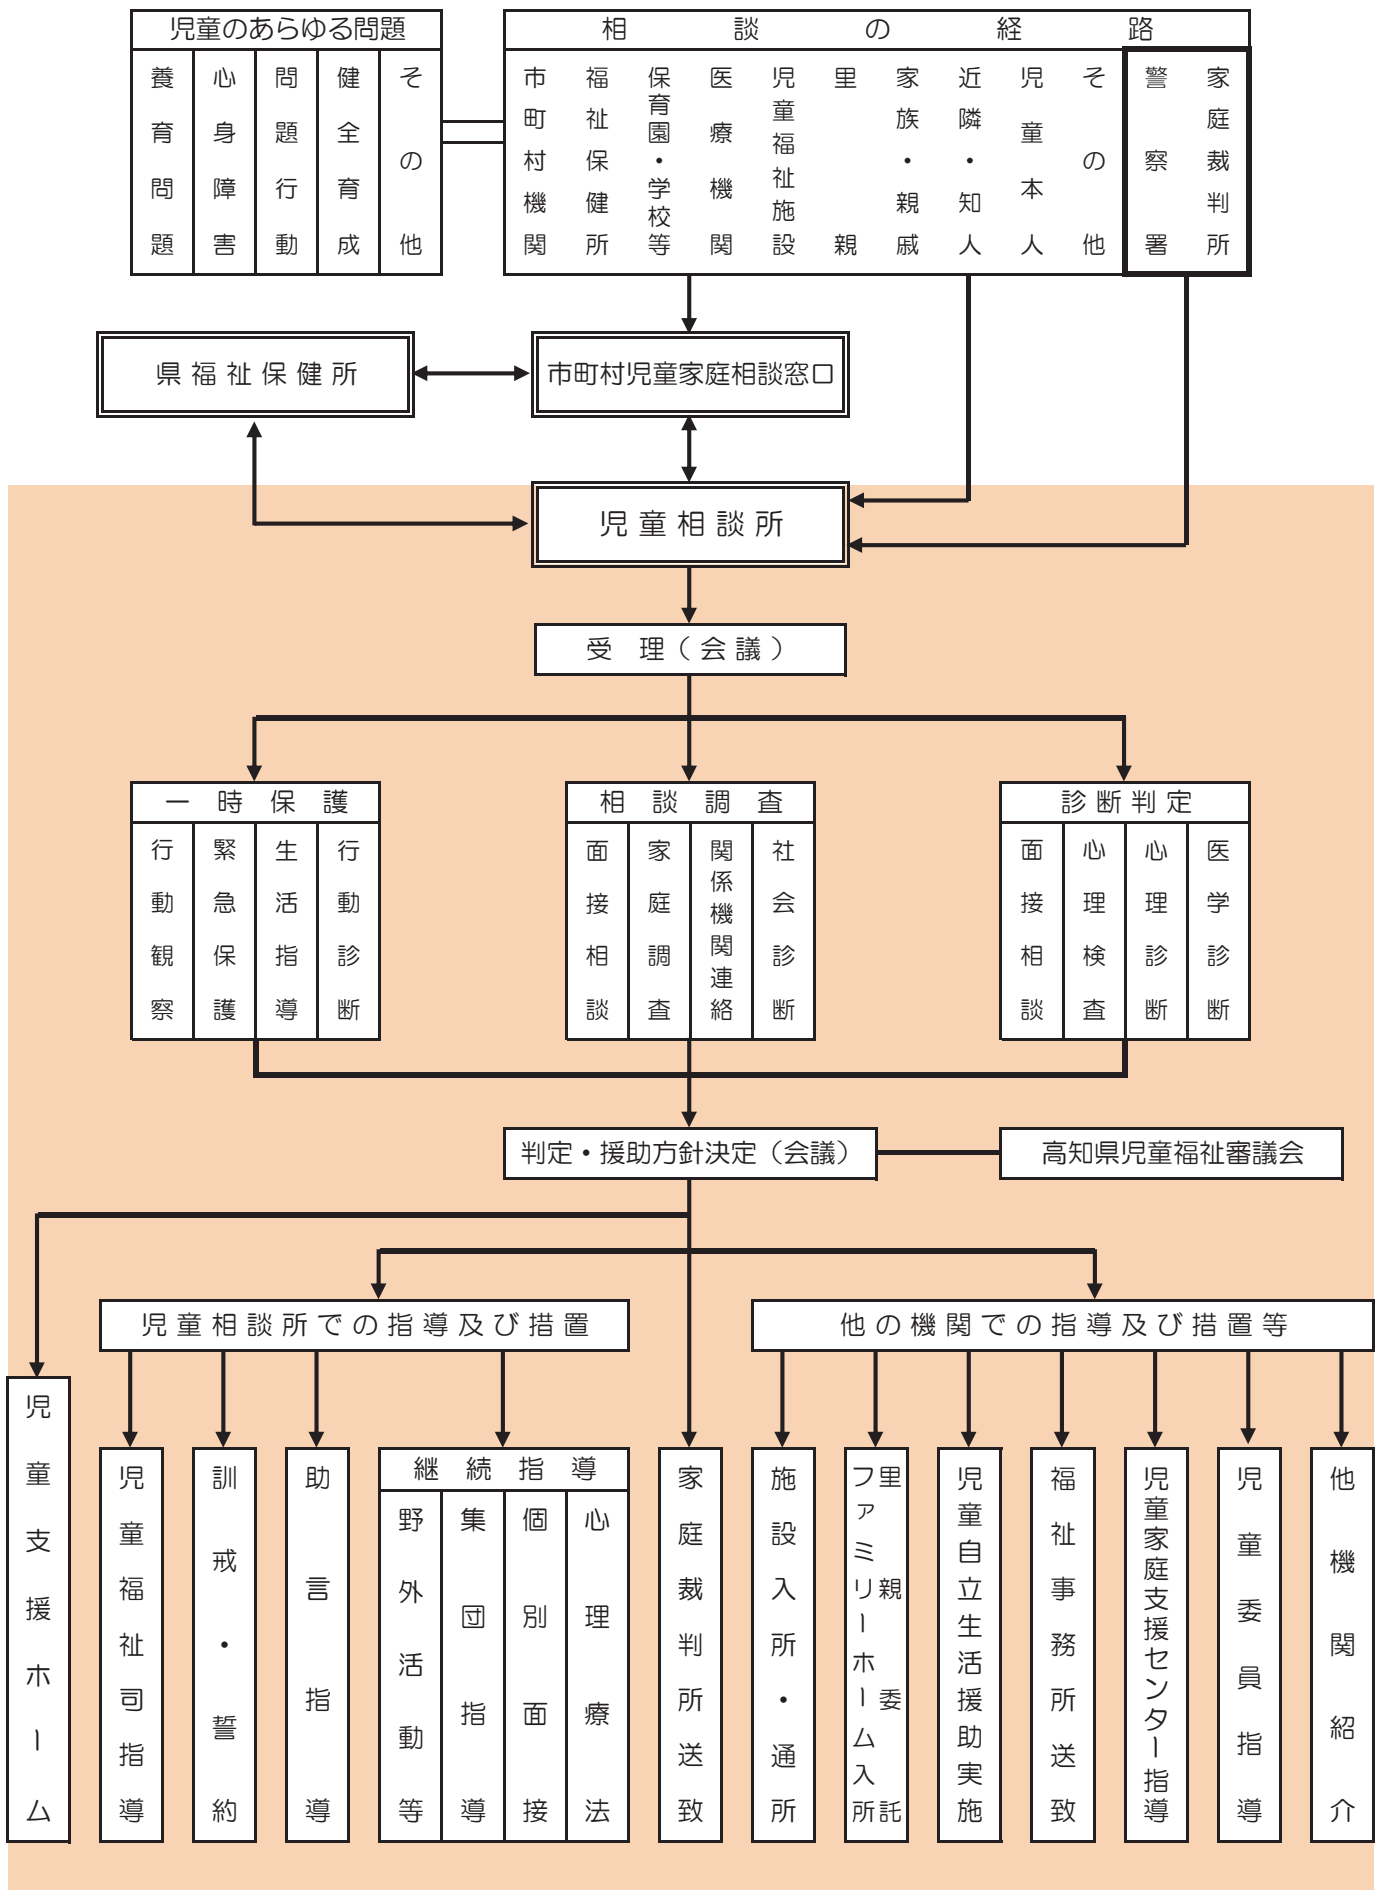 児童のあらゆる問題
養育問題
心身障害
問題行動
健全育成
その他
相談の経路
市町村機関
福祉保健所
保育園・学校等
医療機関
児童福祉施設
里親
家族・親戚
近隣・知人
児童本人
その他
警察署
家庭裁判所
県福祉保健所
市町村児童家庭相談窓口
児童相談所
受 理（会議）
一時保護
行動観察
緊急保護
生活指導
行動診断
相談調査
面接相談
家庭調査
関係機関連絡
社会診断
診断判定
面接相談
心理検査
心理診断
医学診断
判定・援助方針決定（会議）
高知県児童福祉審議会
児童相談所での指導及び措置
他の機関での指導及び措置等
児童支援ホーム
児童福祉司指導
訓戒・誓約
助言指導
継続指導
野外活動等
集団指導
個別面接
心理療法
家庭裁判所送致
施設入所・通所
里親委託
ファミリーホーム入所
児童自立生活援助実施
福祉事務所送致
児童家庭支援センター指導
児童委員指導
他機関紹介